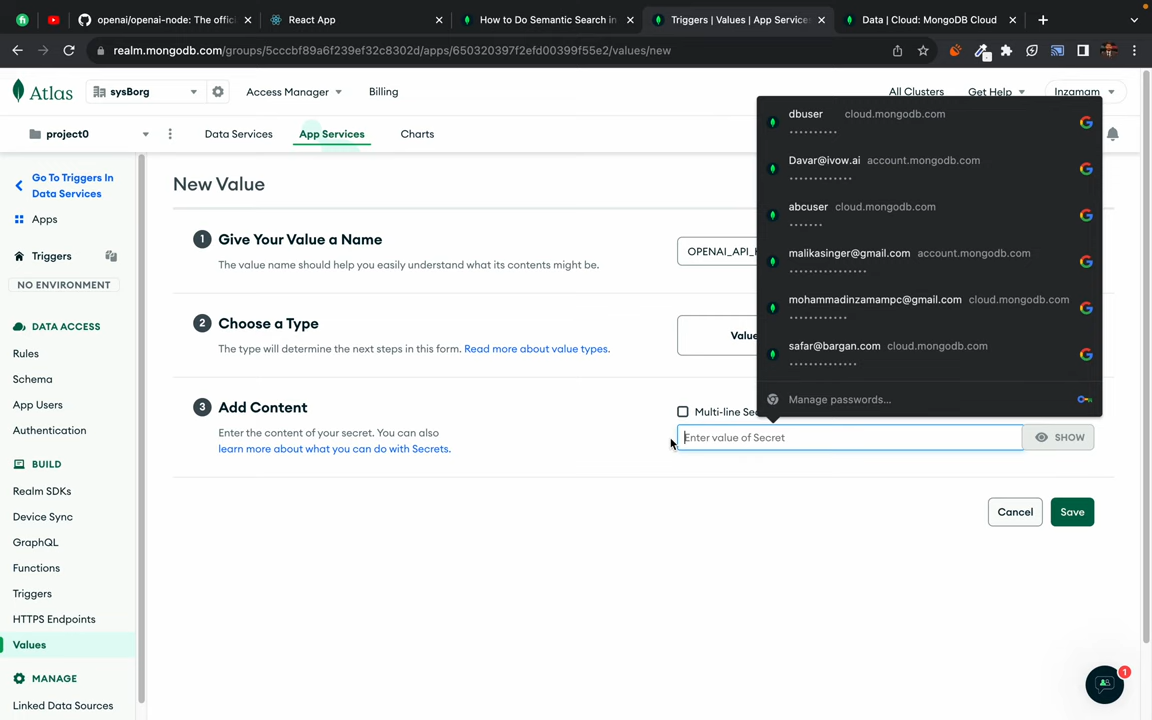 openai/openai-node: The offici
React App
How to Do Semantic Search in
Triggers | Values | App Service
Data | Cloud: MongoDB Cloud
realm.mongodb.com/groups/5cccbf89a6f239ef32c8302d/apps/650320397f2efd00399f55e2/values/new
Atlas
sysBorg
Access Manager
Billing
All Clusters
Get Help
Inzamam
project0
Data Services
App Services
Charts
Go To Triggers In
Data Services
Apps
Triggers
NO ENVIRONMENT
DATA ACCESS
Rules
Schema
App Users
Authentication
BUILD
Realm SDKs
Device Sync
GraphQL
Functions
Triggers
HTTPS Endpoints
Values
MANAGE
Linked Data Sources
New Value
1 Give Your Value a Name
The value name should help you easily understand what its contents might be.
OPENAI_API_
2 Choose a Type
The type will determine the next steps in this form. Read more about value types.
Value
3 Add Content
Enter the content of your secret. You can also
learn more about what you can do with Secrets.
Multi-line Se
Enter value of Secret
SHOW
Cancel
Save
dbuser cloud.mongodb.com
Davar@ivow.ai account.mongodb.com
abcuser cloud.mongodb.com
malikasinger@gmail.com account.mongodb.com
mohammadinzamampc@gmail.com cloud.mongodb.com
safar@bargan.com cloud.mongodb.com
Manage passwords...
1